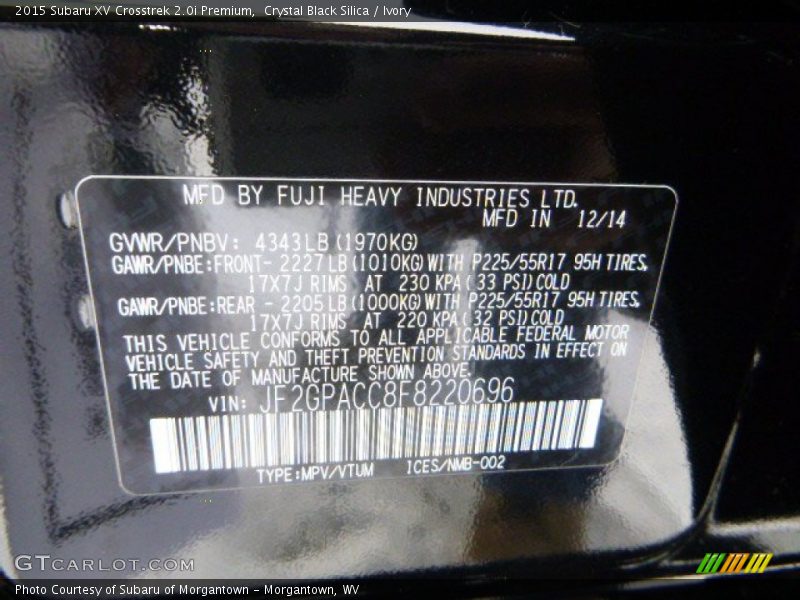 2015 Subaru XV Crosstrek 2.0i Premium,  Crystal Black Silica / Ivory
MFD BY FUJI HEAVY INDUSTRIES LTD.
MFD IN 12/14
GVWR/PNBV: 4343LB (1970KG)
GAWR/PNBE:FRONT- 2227LB (1010KG) WITH P225/55R17 95H TIRES,
17X7J RIMS AT 230 KPA ( 33 PSI) COLD
GAWR/PNBE:REAR - 2205LB (1000KG) WITH P225/55R17 95H TIRES,
17X7J RIMS AT 220 KPA ( 32 PSI) COLD
THIS VEHICLE CONFORMS TO ALL APPLICABLE FEDERAL MOTOR
VEHICLE SAFETY AND THEFT PREVENTION STANDARDS IN EFFECT ON
THE DATE OF MANUFACTURE SHOWN ABOVE.
VIN: JF2GPACC8F8220696
TYPE:MPV/VTUM ICES/NMB-002
GTCARLOT.COM
Photo Courtesy of Subaru of Morgantown - Morgantown, WV